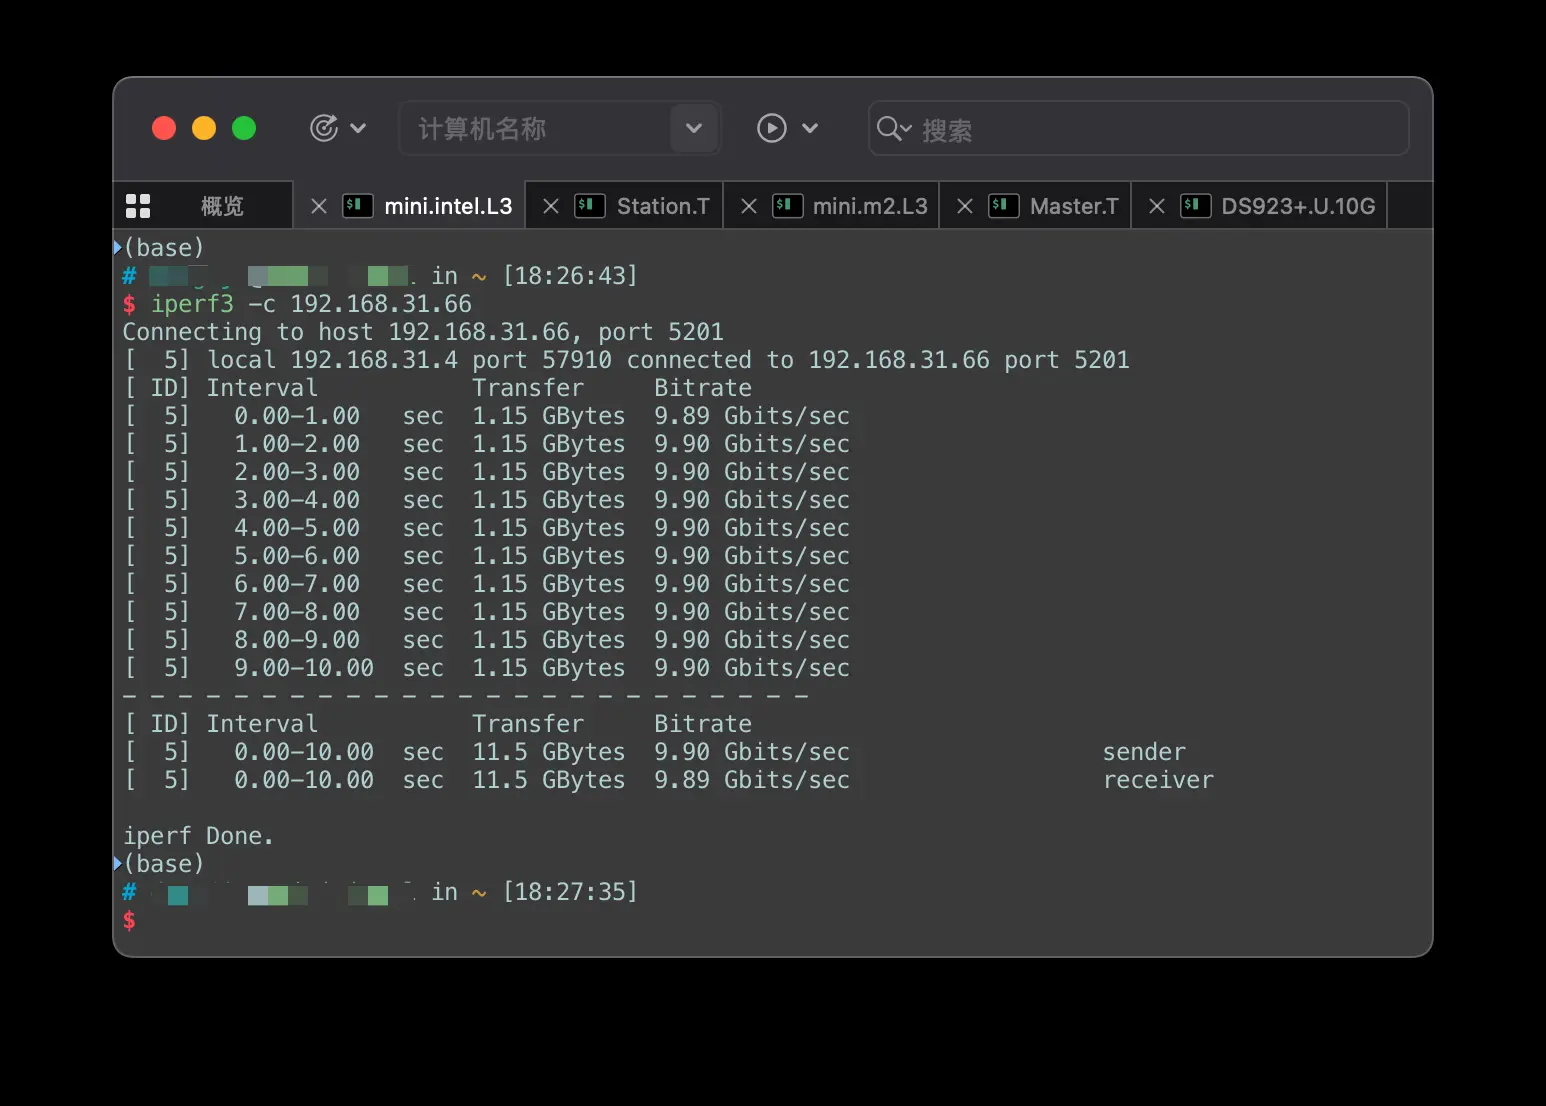 计算机名称 搜索
概览 mini.intel.L3 Station.T mini.m2.L3 Master.T DS923+.U.10G
(base)
# in ~ [18:26:43]
$ iperf3 -c 192.168.31.66
Connecting to host 192.168.31.66, port 5201
[  5] local 192.168.31.4 port 57910 connected to 192.168.31.66 port 5201
[ ID] Interval           Transfer     Bitrate
[  5]   0.00-1.00   sec  1.15 GBytes  9.89 Gbits/sec
[  5]   1.00-2.00   sec  1.15 GBytes  9.90 Gbits/sec
[  5]   2.00-3.00   sec  1.15 GBytes  9.90 Gbits/sec
[  5]   3.00-4.00   sec  1.15 GBytes  9.90 Gbits/sec
[  5]   4.00-5.00   sec  1.15 GBytes  9.90 Gbits/sec
[  5]   5.00-6.00   sec  1.15 GBytes  9.90 Gbits/sec
[  5]   6.00-7.00   sec  1.15 GBytes  9.90 Gbits/sec
[  5]   7.00-8.00   sec  1.15 GBytes  9.90 Gbits/sec
[  5]   8.00-9.00   sec  1.15 GBytes  9.90 Gbits/sec
[  5]   9.00-10.00  sec  1.15 GBytes  9.90 Gbits/sec
- - - - - - - - - - - - - - - - - - - - - - - - -
[ ID] Interval           Transfer     Bitrate
[  5]   0.00-10.00  sec  11.5 GBytes  9.90 Gbits/sec                  sender
[  5]   0.00-10.00  sec  11.5 GBytes  9.89 Gbits/sec                  receiver
iperf Done.
(base)
# in ~ [18:27:35]
$